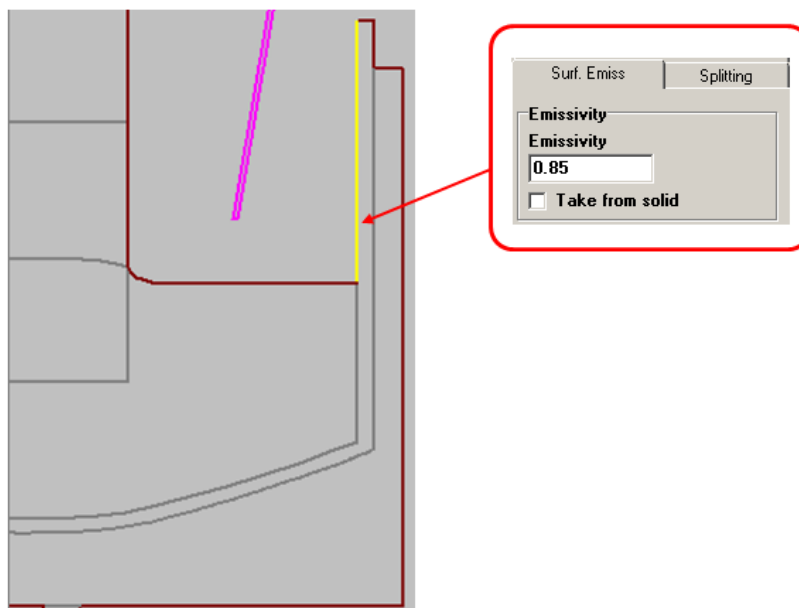 Surf. Emiss
Splitting
Emissivity
Emissivity
0.85
Take from solid